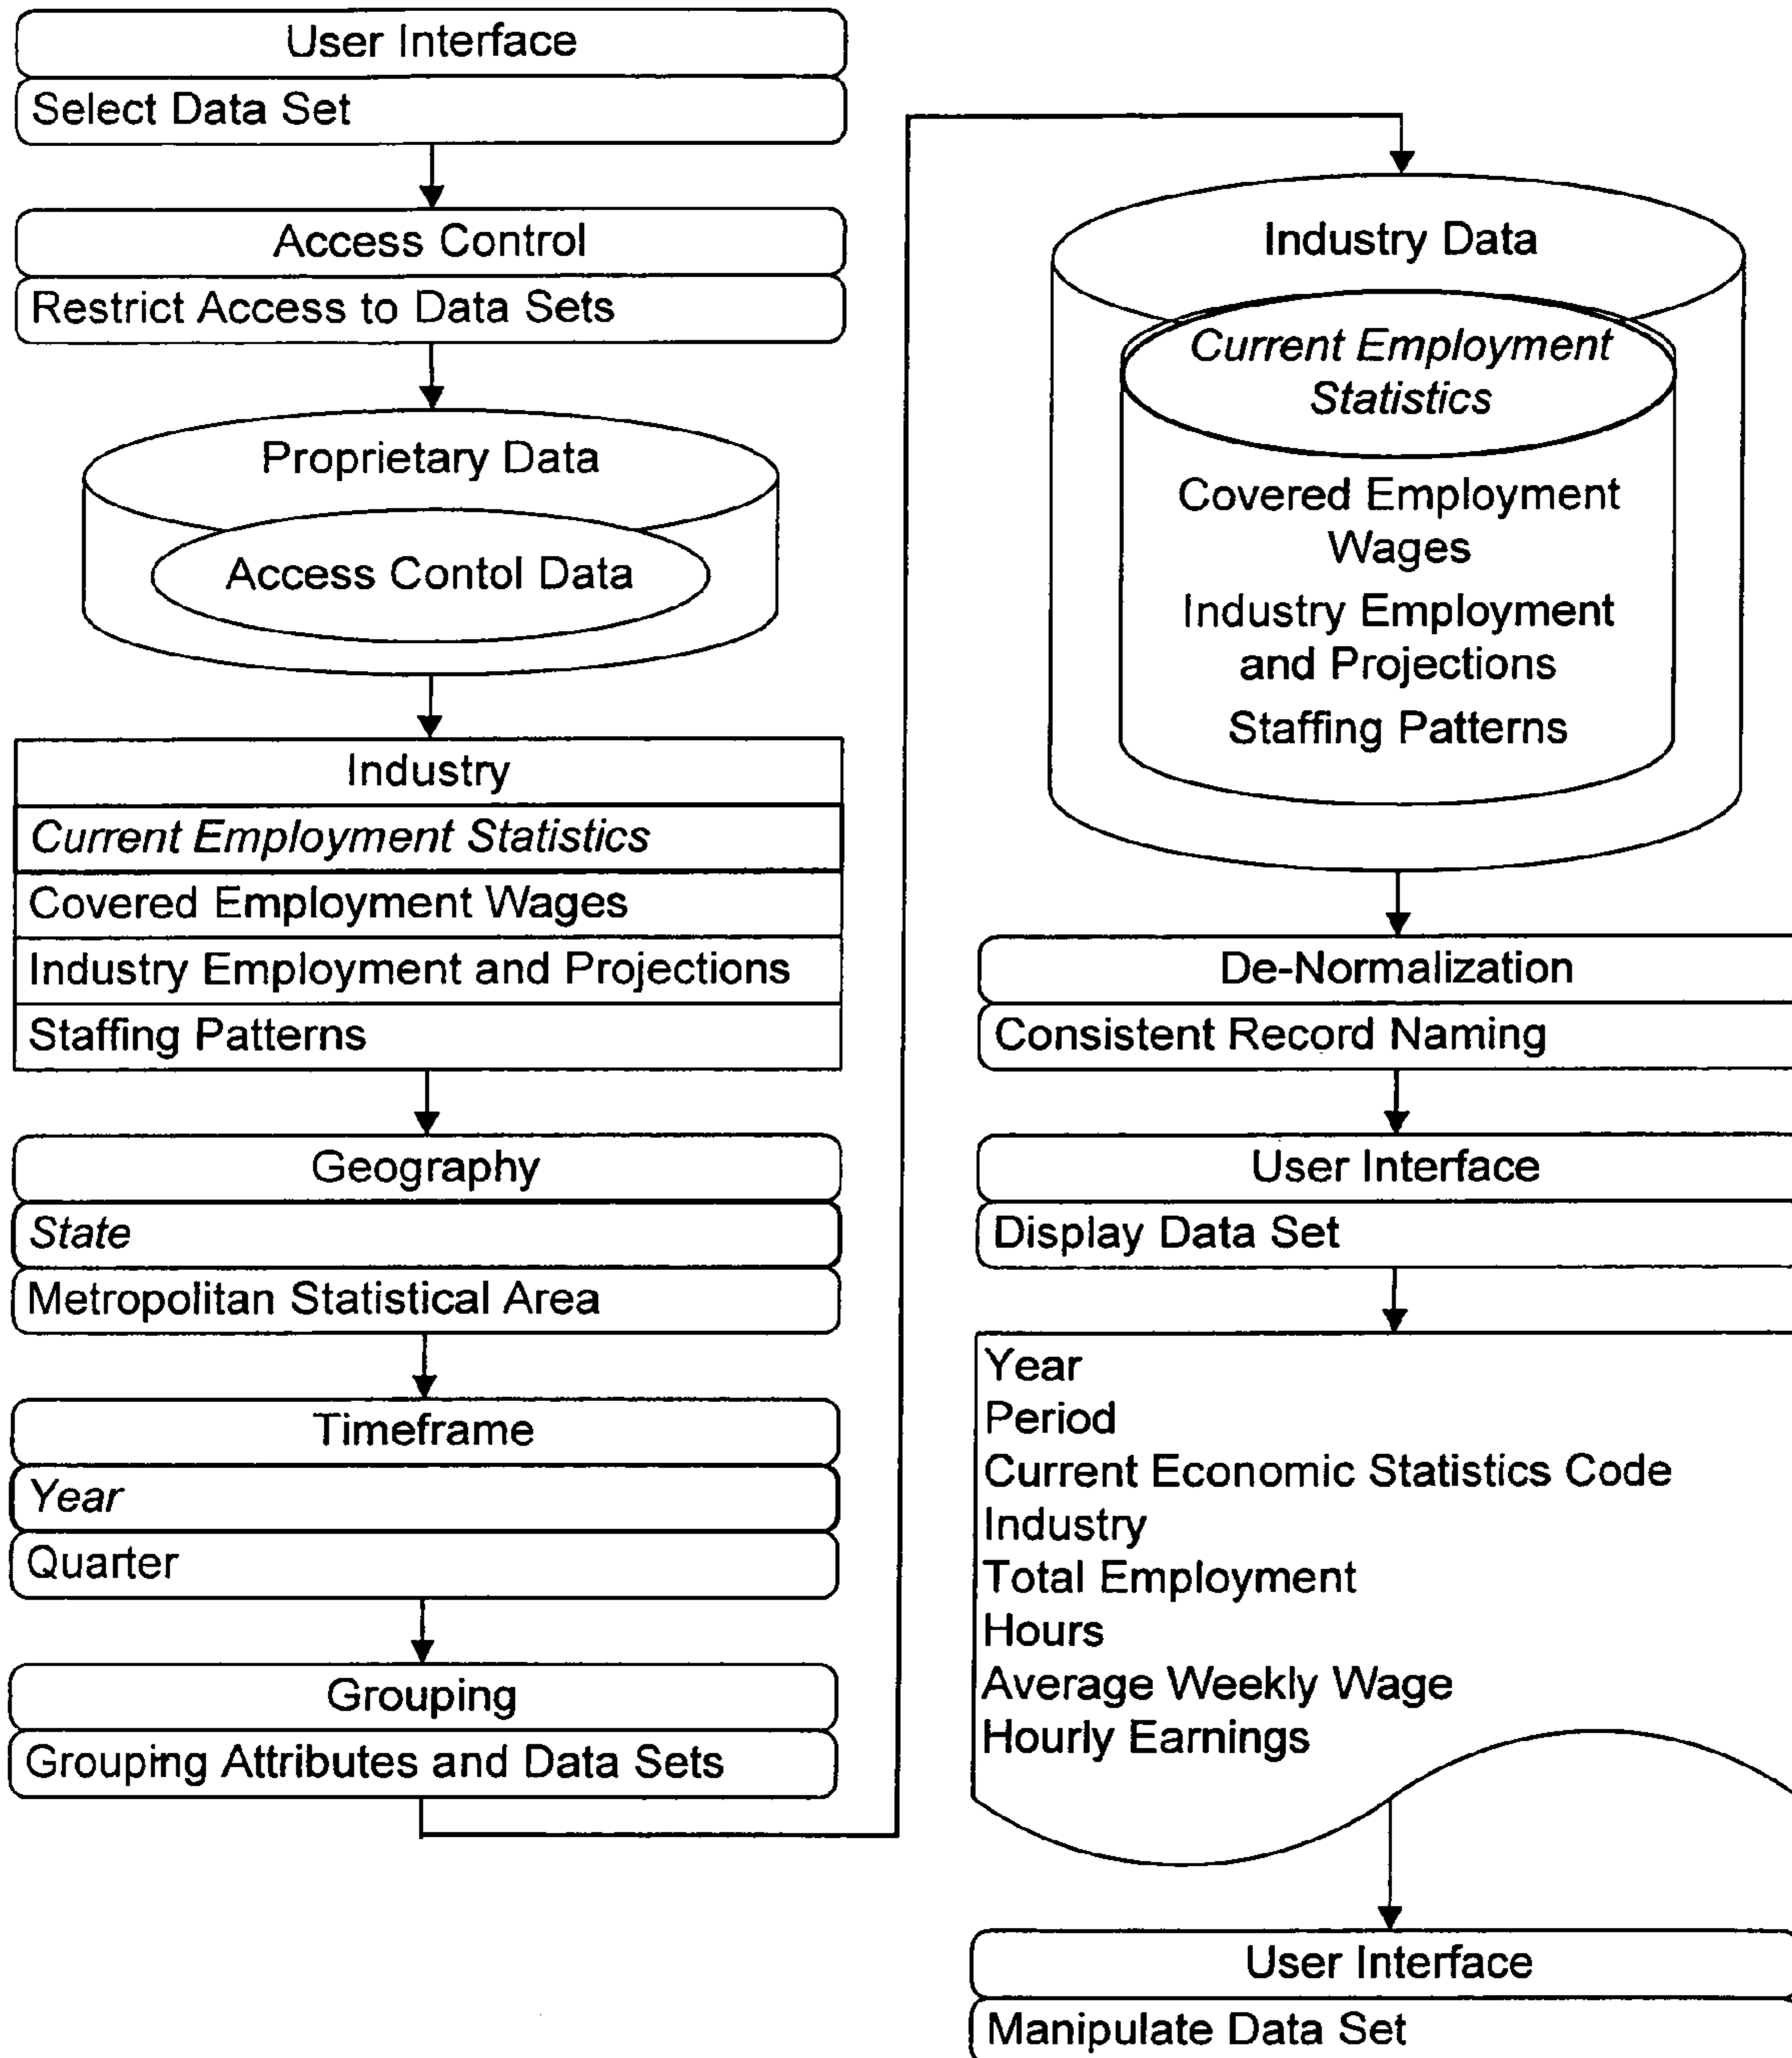 User Interface
Select Data Set
Access Control
Restrict Access to Data Sets
Proprietary Data
Access Contol Data
Industry
Current Employment Statistics
Covered Employment Wages
Industry Employment and Projections
Staffing Patterns
Geography
State
Metropolitan Statistical Area
Timeframe
Year
Quarter
Grouping
Grouping Attributes and Data Sets
Industry Data
Current Employment
Statistics
Covered Employment
Wages
Industry Employment
and Projections
Staffing Patterns
De-Normalization
Consistent Record Naming
User Interface
Display Data Set
Year
Period
Current Economic Statistics Code
Industry
Total Employment
Hours
Average Weekly Wage
Hourly Earnings
User Interface
Manipulate Data Set